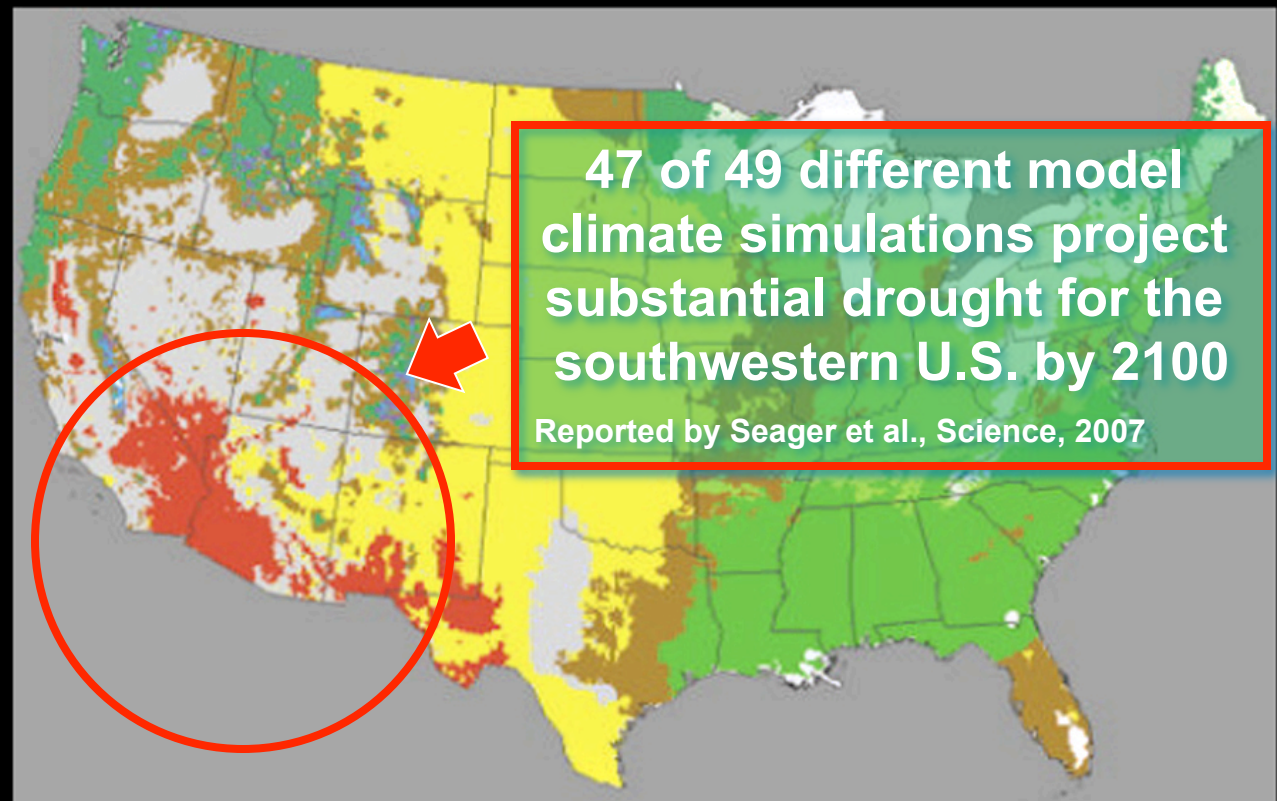 47 of 49 different model
climate simulations project
substantial drought for the
southwestern U.S. by 2100
Reported by Seager et al., Science, 2007